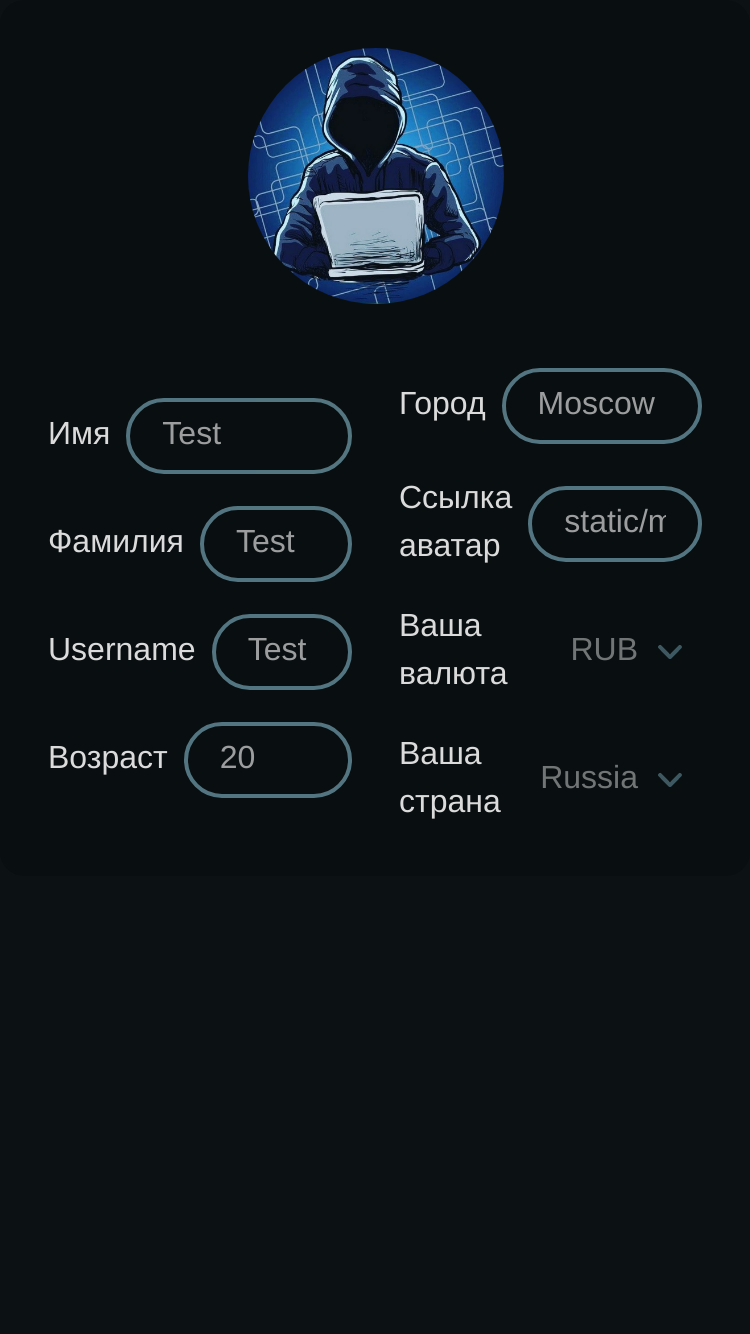 Имя Test
Фамилия Test
Username Test
Возраст 20
Город Moscow
Ссылка
аватар static/m
Ваша
валюта RUB
Ваша
страна Russia